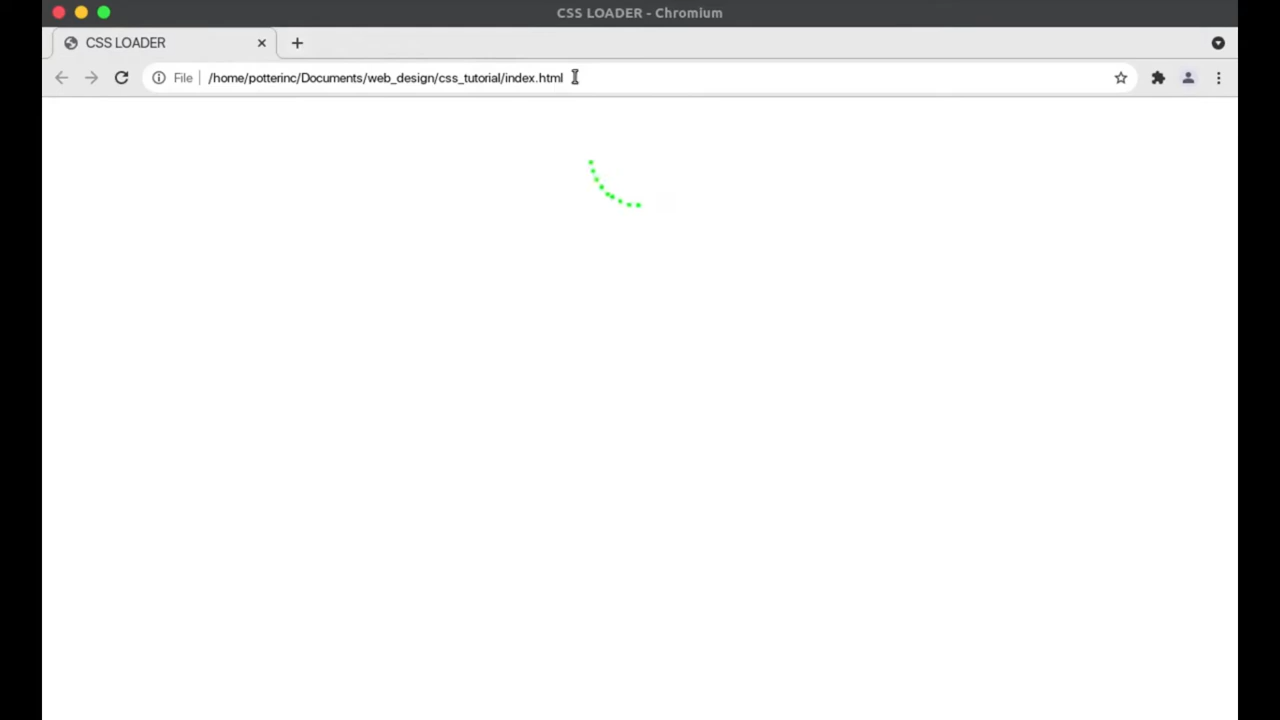 CSS LOADER - Chromium
CSS LOADER
File /home/potterinc/Documents/web_design/css_tutorial/index.html